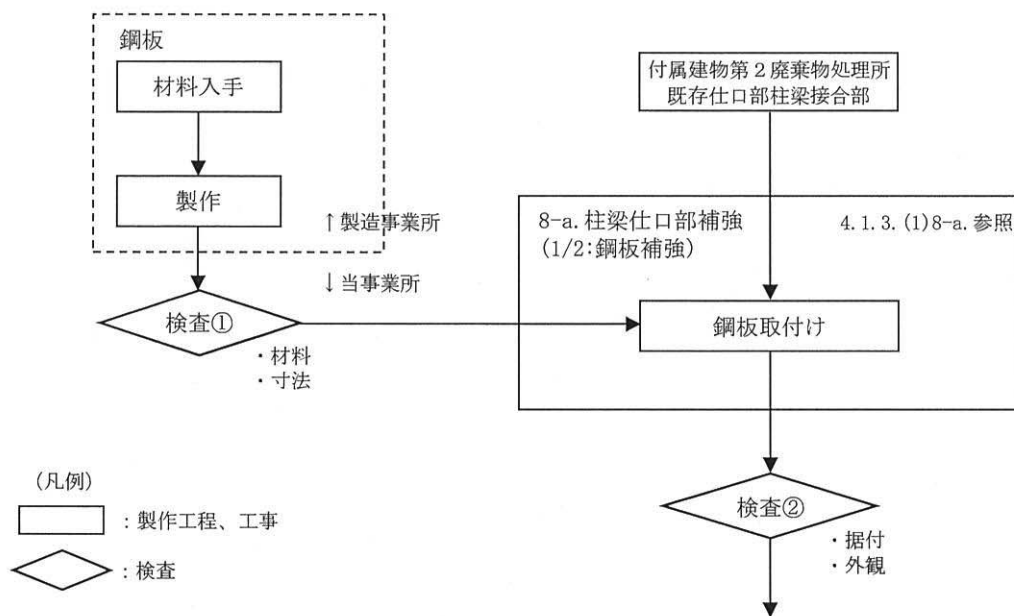 鋼板
材料入手
製作
↑製造事業所
↓当事業所
検査①
・材料
・寸法
付属建物第2廃棄物処理所
既存仕口部柱梁接合部
8-a.柱梁仕口部補強
(1/2:鋼板補強)
4.1.3.(1)8-a.参照
鋼板取付け
検査②
・据付
・外観
(凡例)
：製作工程、工事
：検査